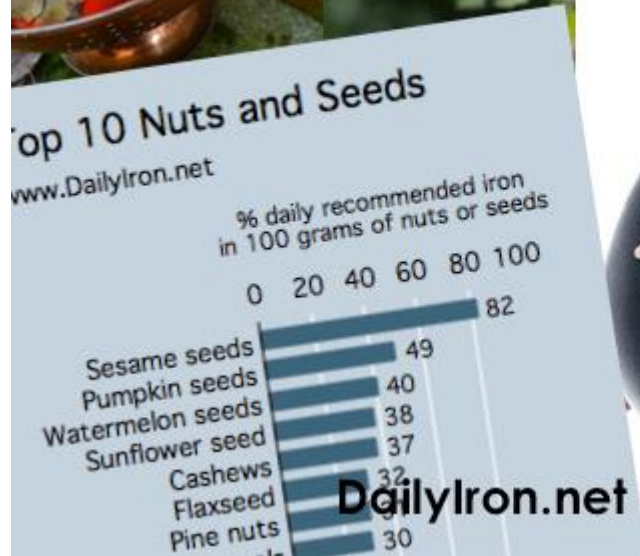 op 10 Nuts and Seeds
www.DailyIron.net
% daily recommended iron
in 100 grams of nuts or seeds
0 20 40 60 80 100
Sesame seeds 82
Pumpkin seeds 49
Watermelon seeds 40
Sunflower seed 38
Cashews 37
Flaxseed 32
Pine nuts
30
DailyIron.net